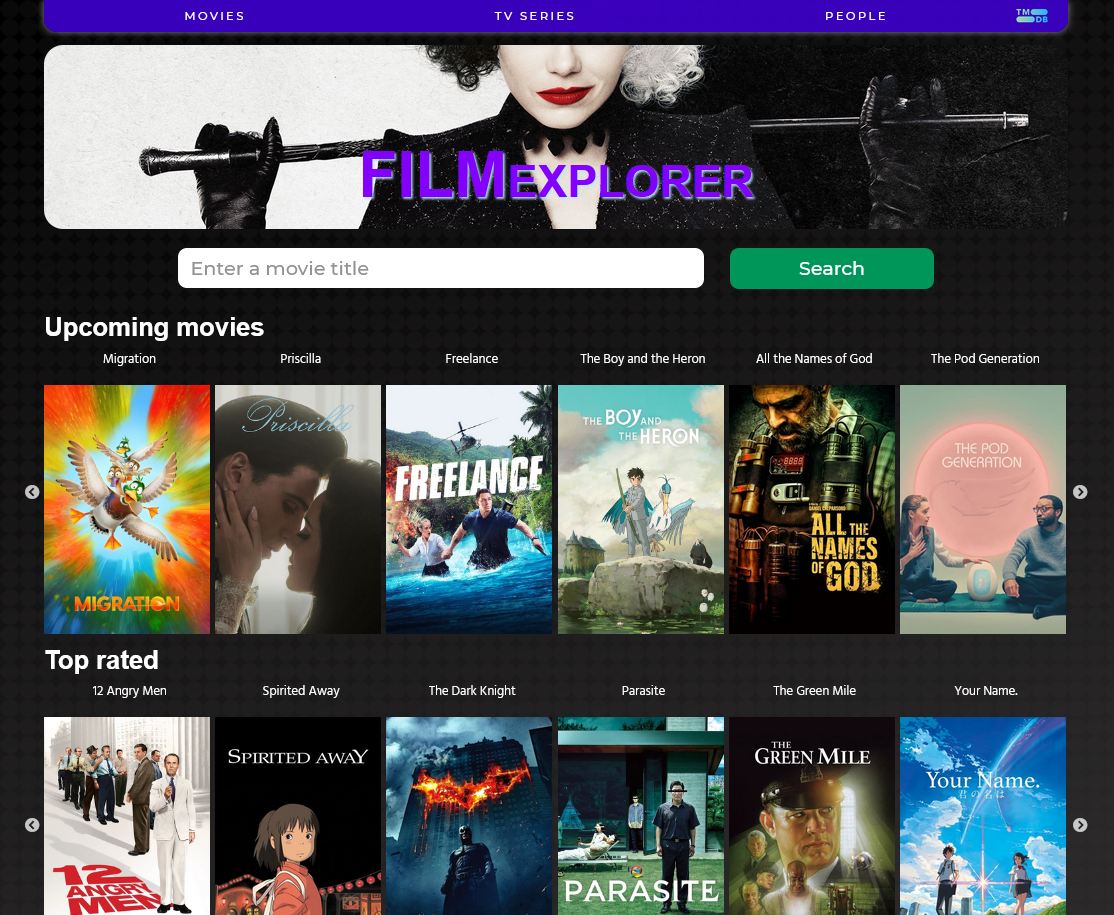 MOVIES
TV SERIES
PEOPLE
TM
DB
FILMEXPLORER
Enter a movie title
Search
Upcoming movies
Migration
Priscilla
Freelance
The Boy and the Heron
All the Names of God
The Pod Generation
MIGRATION
Priscilla
FREELANCE
THE BOY AND
THE HERON
ALL THE
NAMES
OF GOD
THE POD
GENERATION
Top rated
12 Angry Men
Spirited Away
The Dark Knight
Parasite
The Green Mile
Your Name.
12
ANGRY
MEN
SPIRITED AWAY
PARASITE
THE
GREEN MILE
Your Name.
君の名は